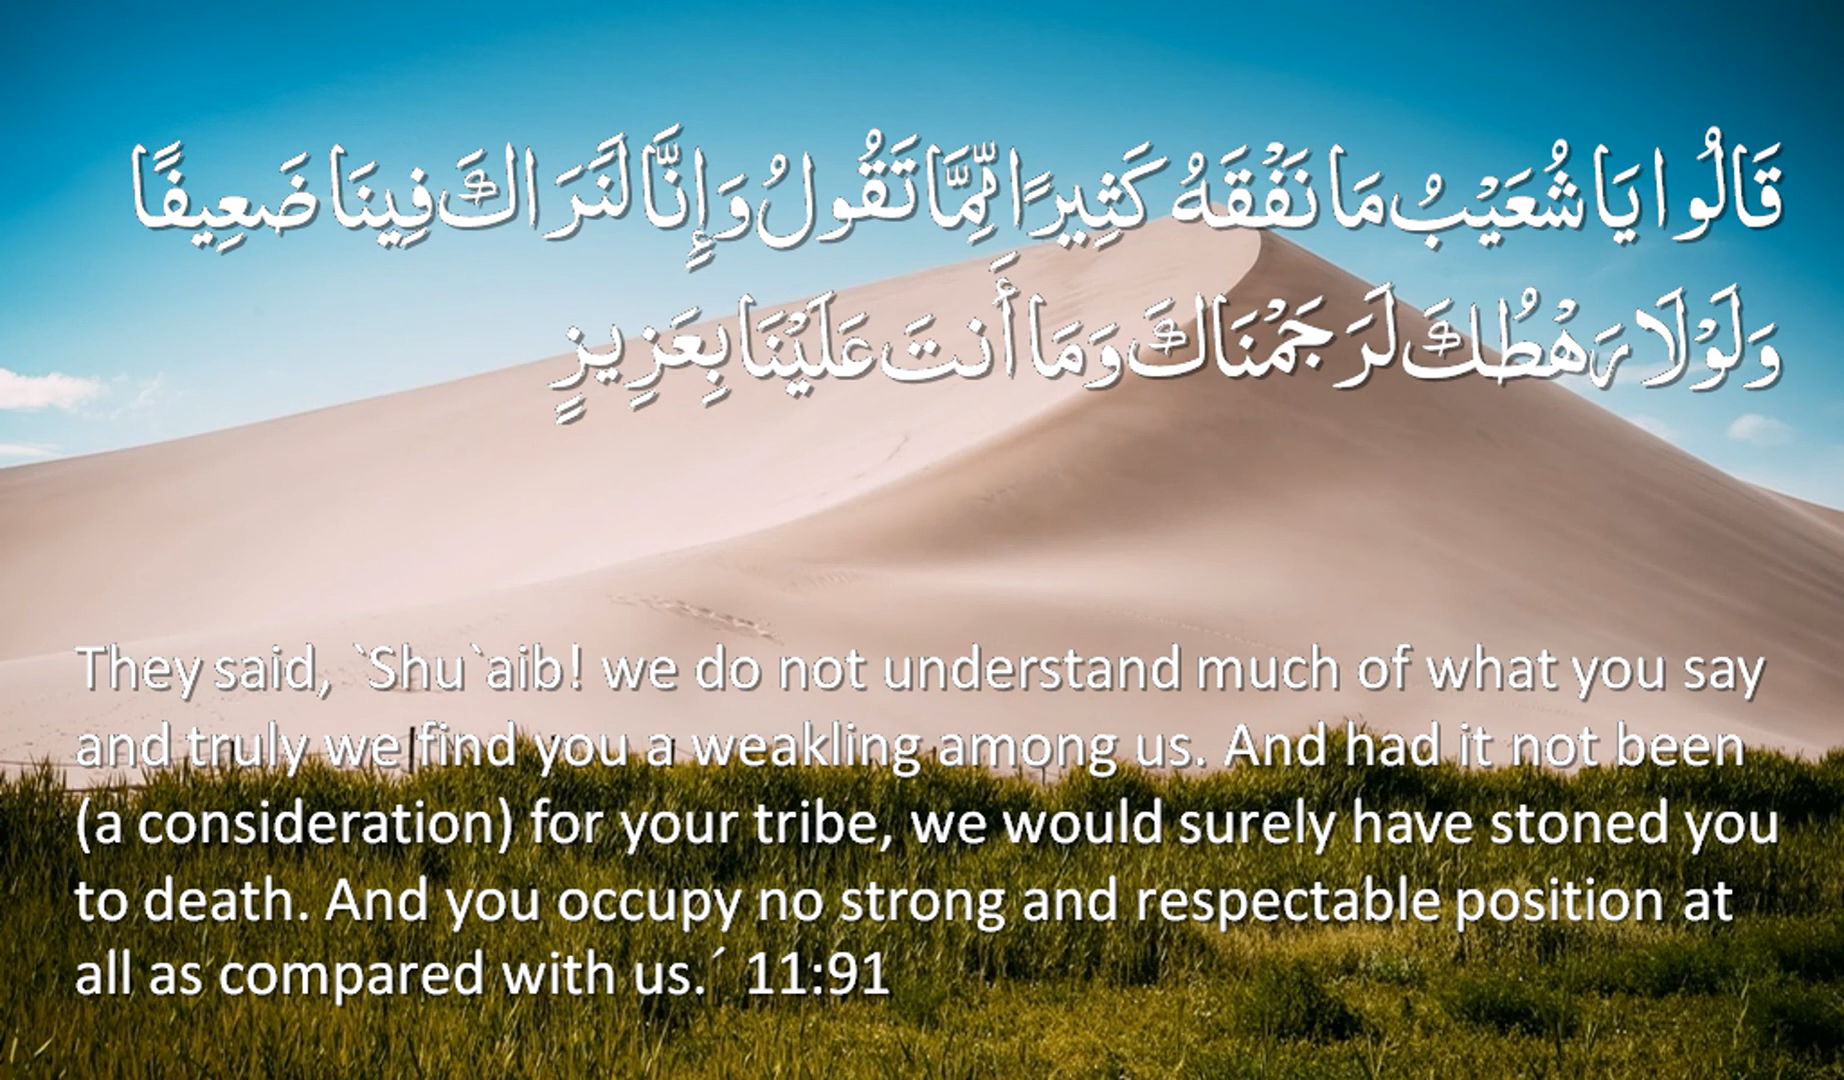 قَالُوا يَا شُعَيْبُ مَا نَفْقَهُ كَثِيرًا مِّمَّا تَقُولُ وَإِنَّا لَنَرَاكَ فِينَا ضَعِيفًا
وَلَوْلَا رَهْطُكَ لَرَجَمْنَاكَ وَمَا أَنتَ عَلَيْنَا بِعَزِيزٍ
They said, `Shu`aib! we do not understand much of what you say
and truly we find you a weakling among us. And had it not been
(a consideration) for your tribe, we would surely have stoned you
to death. And you occupy no strong and respectable position at
all as compared with us.´ 11:91